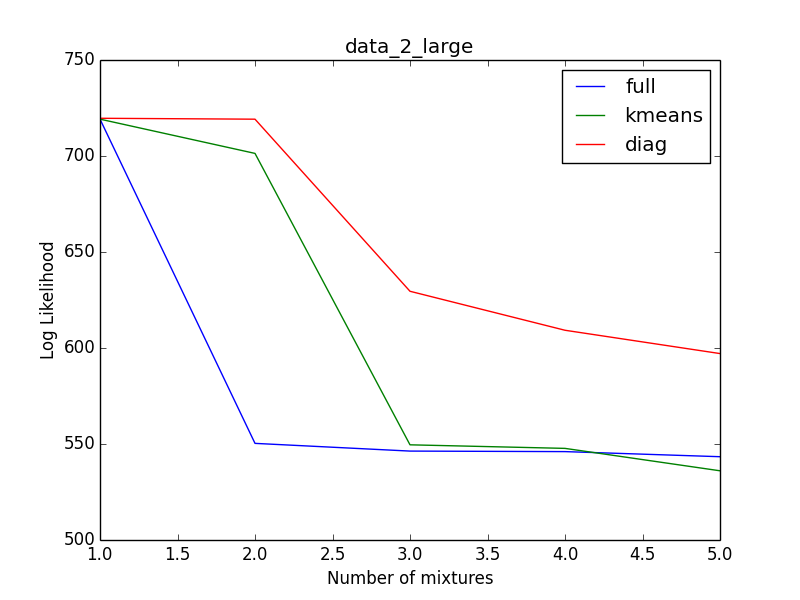 data_2_large
750
700
650
600
550
500
Log Likelihood
full
kmeans
diag
1.0 1.5 2.0 2.5 3.0 3.5 4.0 4.5 5.0
Number of mixtures